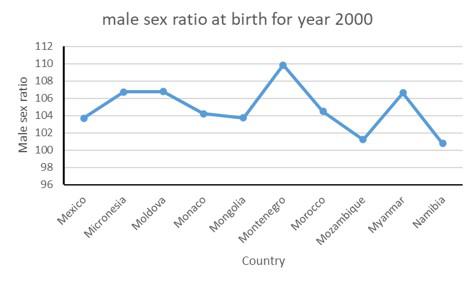 male sex ratio at birth for year 2000
Male sex ratio
112
110
108
106
104
102
100
98
96
Mexico
Micronesia
Moldova
Monaco
Mongolia
Montenegro
Morocco
Mozambique
Myanmar
Namibia
Country